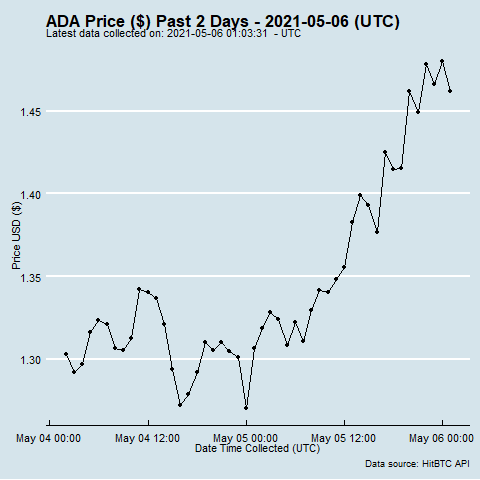 ADA Price ($) Past 2 Days - 2021-05-06 (UTC)
Latest data collected on: 2021-05-06 01:03:31  - UTC
1.45
1.40
1.35
1.30
Price USD ($)
May 04 00:00
May 04 12:00
May 05 00:00
May 05 12:00
May 06 00:00
Date Time Collected (UTC)
Data source: HitBTC API